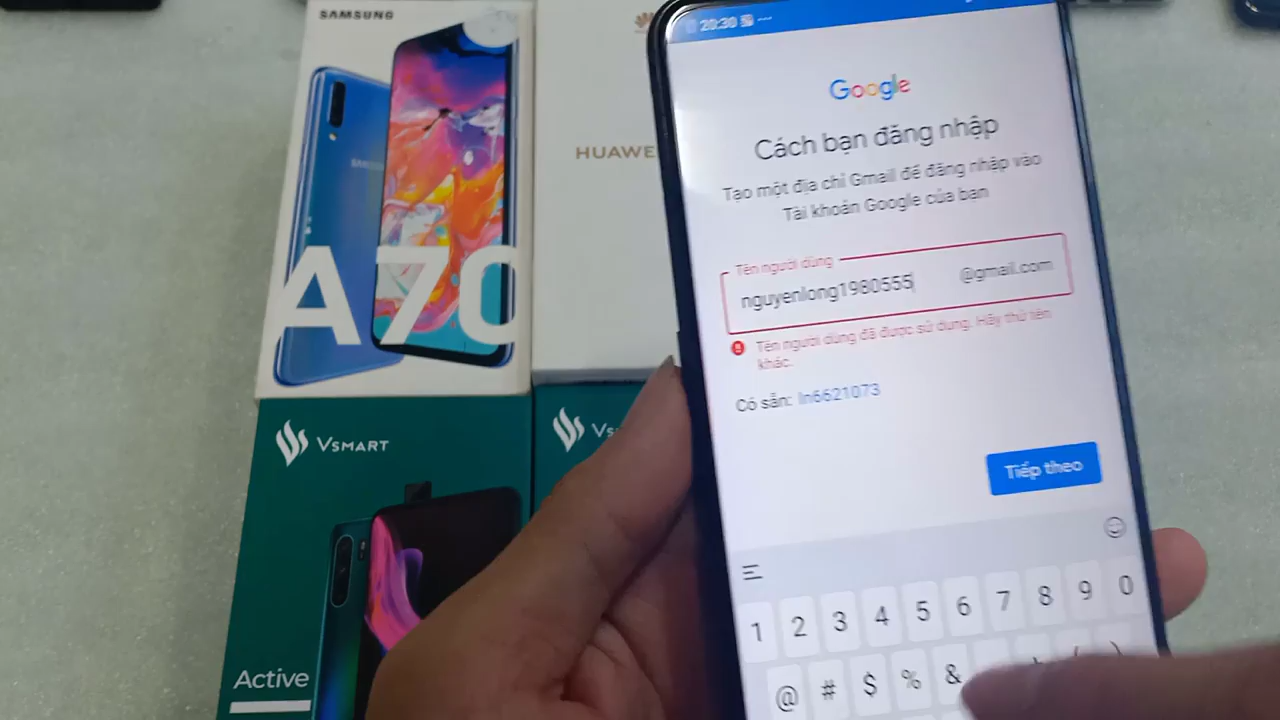 SAMSUNG
A70
HUAWE
VSMART
Active
Vs
20:30
Google
Cách bạn đăng nhập
Tạo một địa chỉ Gmail để đăng nhập vào
Tài khoản Google của bạn
Tên người dùng
nguyenlong1980555
@gmail.com
Tên người dùng đã được sử dụng. Hãy thử tên
khác.
Có sẵn: ln6621073
Tiếp theo
1 2 3 4 5 6 7 8 9 0
@ # $ % &